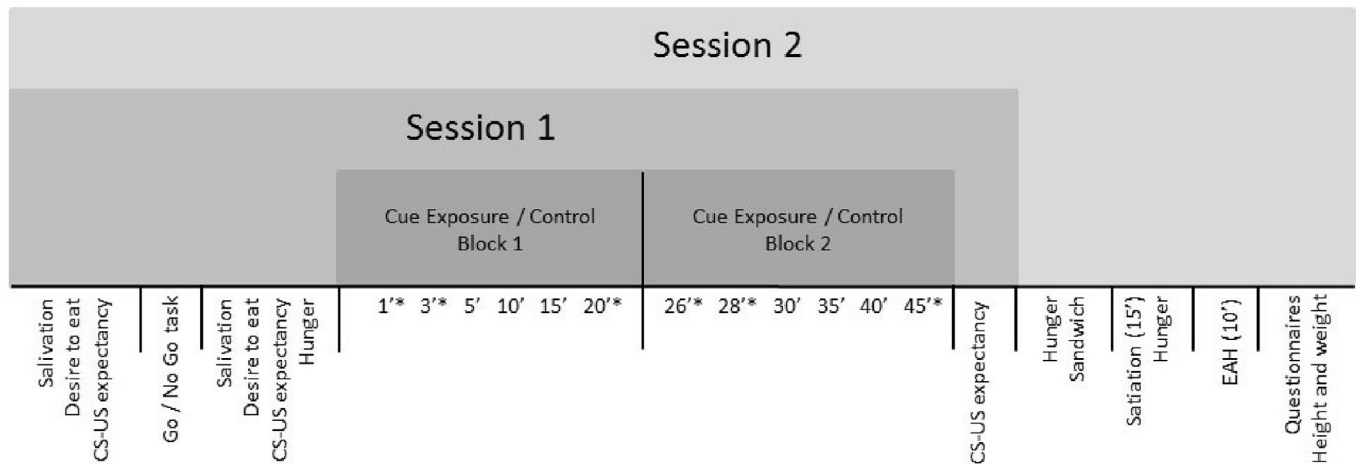 Session 2
Session 1
Cue Exposure / Control
Block 1
Cue Exposure / Control
Block 2
Salivation
Desire to eat
CS-US expectancy
Go / No Go task
Salivation
Desire to eat
CS-US expectancy
Hunger
1’* 3’* 5’ 10’ 15’ 20’*
26’* 28’* 30’ 35’ 40’ 45’*
CS-US expectancy
Hunger
Sandwich
Satiation (15’)
Hunger
EAH (10’)
Questionnaires
Height and weight